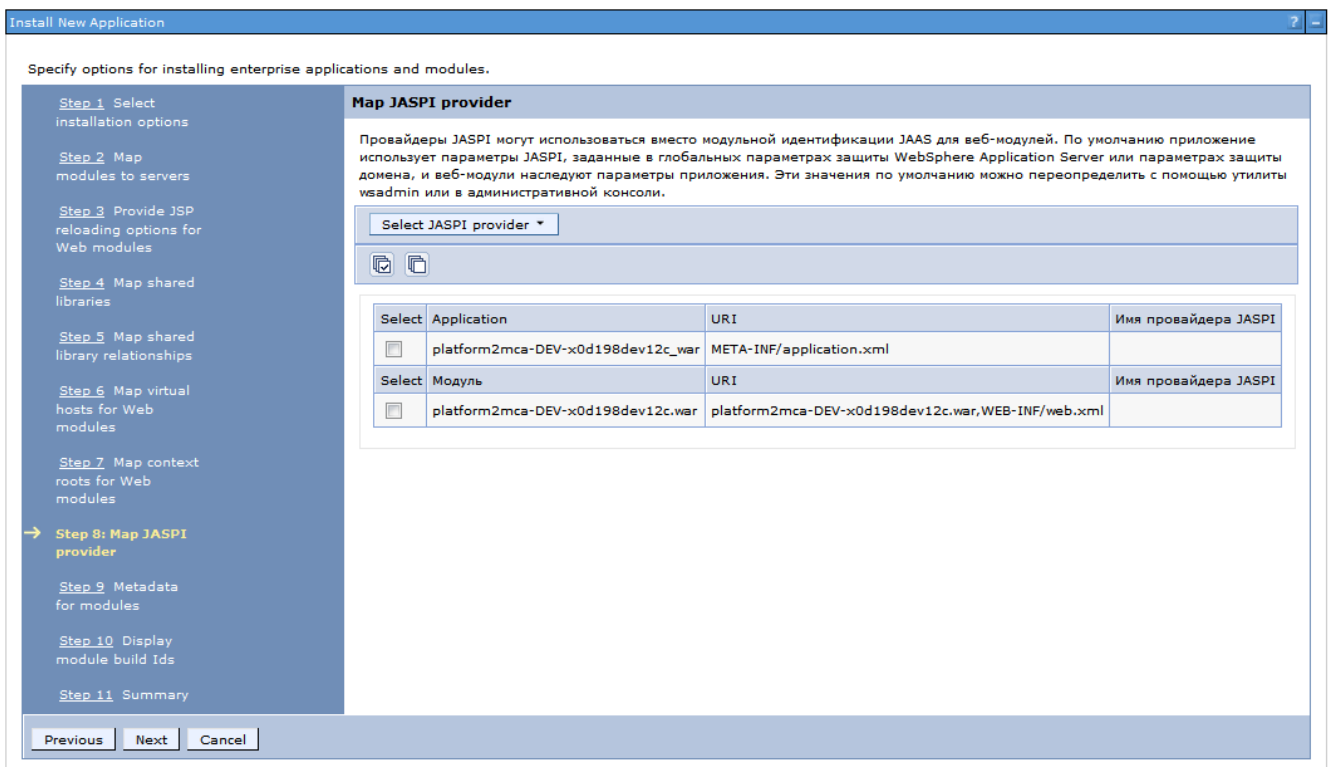 Install New Application
? –
Specify options for installing enterprise applications and modules.
Step 1 Select
installation options
Step 2 Map
modules to servers
Step 3 Provide JSP
reloading options for
Web modules
Step 4 Map shared
libraries
Step 5 Map shared
library relationships
Step 6 Map virtual
hosts for Web
modules
Step 7 Map context
roots for Web
modules
Step 8: Map JASPI
provider
Step 9 Metadata
for modules
Step 10 Display
module build Ids
Step 11 Summary
Map JASPI provider
Провайдеры JASPI могут использоваться вместо модульной идентификации JAAS для веб-модулей. По умолчанию приложение
использует параметры JASPI, заданные в глобальных параметрах защиты WebSphere Application Server или параметрах защиты
домена, и веб-модули наследуют параметры приложения. Эти значения по умолчанию можно переопределить с помощью утилиты
wsadmin или в административной консоли.
Select JASPI provider
Select Application URI Имя провайдера JASPI
platform2mca-DEV-x0d198dev12c_war META-INF/application.xml
Select Модуль URI Имя провайдера JASPI
platform2mca-DEV-x0d198dev12c.war platform2mca-DEV-x0d198dev12c.war,WEB-INF/web.xml
Previous Next Cancel